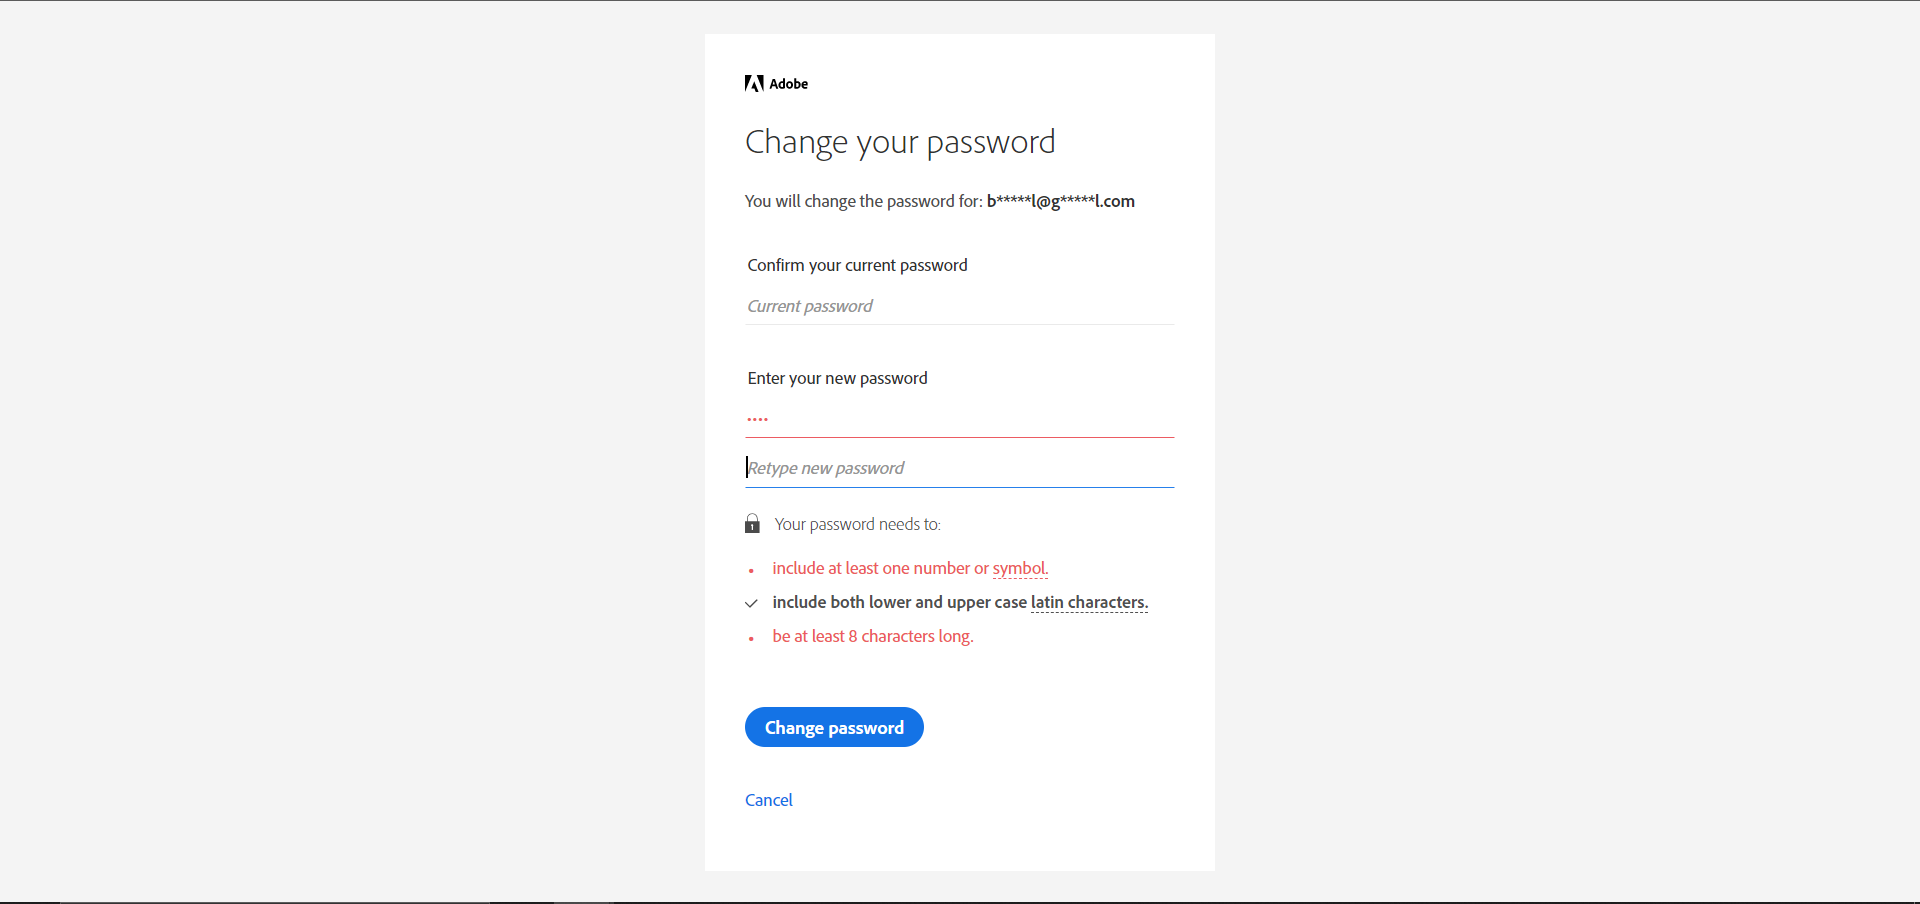 Adobe
Change your password
You will change the password for: b*****l@g*****l.com
Confirm your current password
Current password
Enter your new password
••••
Retype new password
Your password needs to:
• include at least one number or symbol.
include both lower and upper case latin characters.
• be at least 8 characters long.
Change password
Cancel